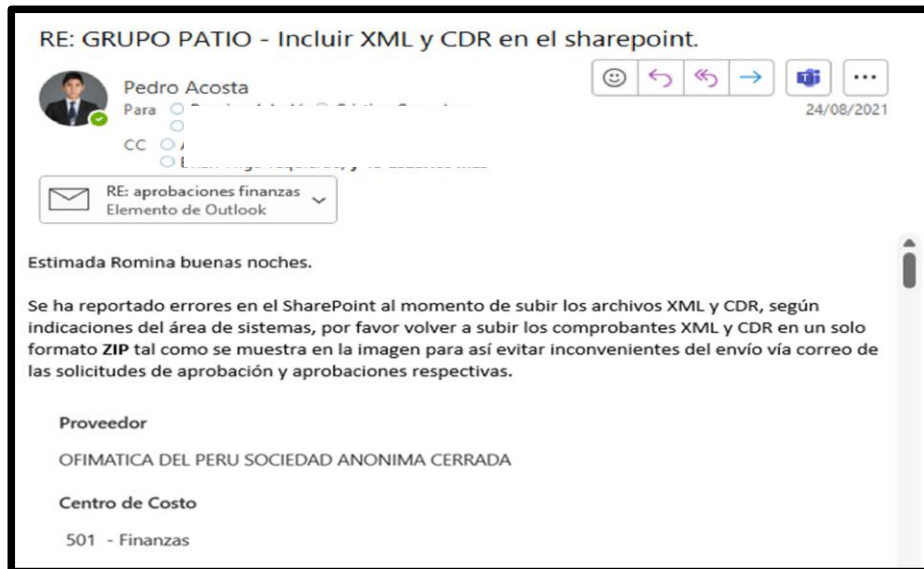 RE: GRUPO PATIO - Incluir XML y CDR en el sharepoint.
Pedro Acosta
Para
24/08/2021
CC
RE: aprobaciones finanzas
Elemento de Outlook
Estimada Romina buenas noches.
Se ha reportado errores en el SharePoint al momento de subir los archivos XML y CDR, según
indicaciones del área de sistemas, por favor volver a subir los comprobantes XML y CDR en un solo
formato ZIP tal como se muestra en la imagen para así evitar inconvenientes del envío vía correo de
las solicitudes de aprobación y aprobaciones respectivas.
Proveedor
OFIMATICA DEL PERU SOCIEDAD ANONIMA CERRADA
Centro de Costo
501 - Finanzas